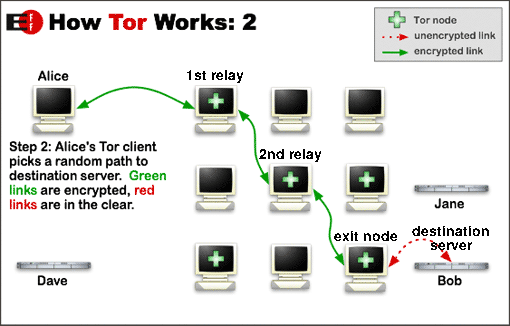 EFF How Tor Works: 2
Tor node
unencrypted link
encrypted link
Alice
1st relay
Step 2: Alice's Tor client
picks a random path to
destination server. Green
links are encrypted, red
links are in the clear.
2nd relay
Jane
exit node
destination
server
Dave
Bob